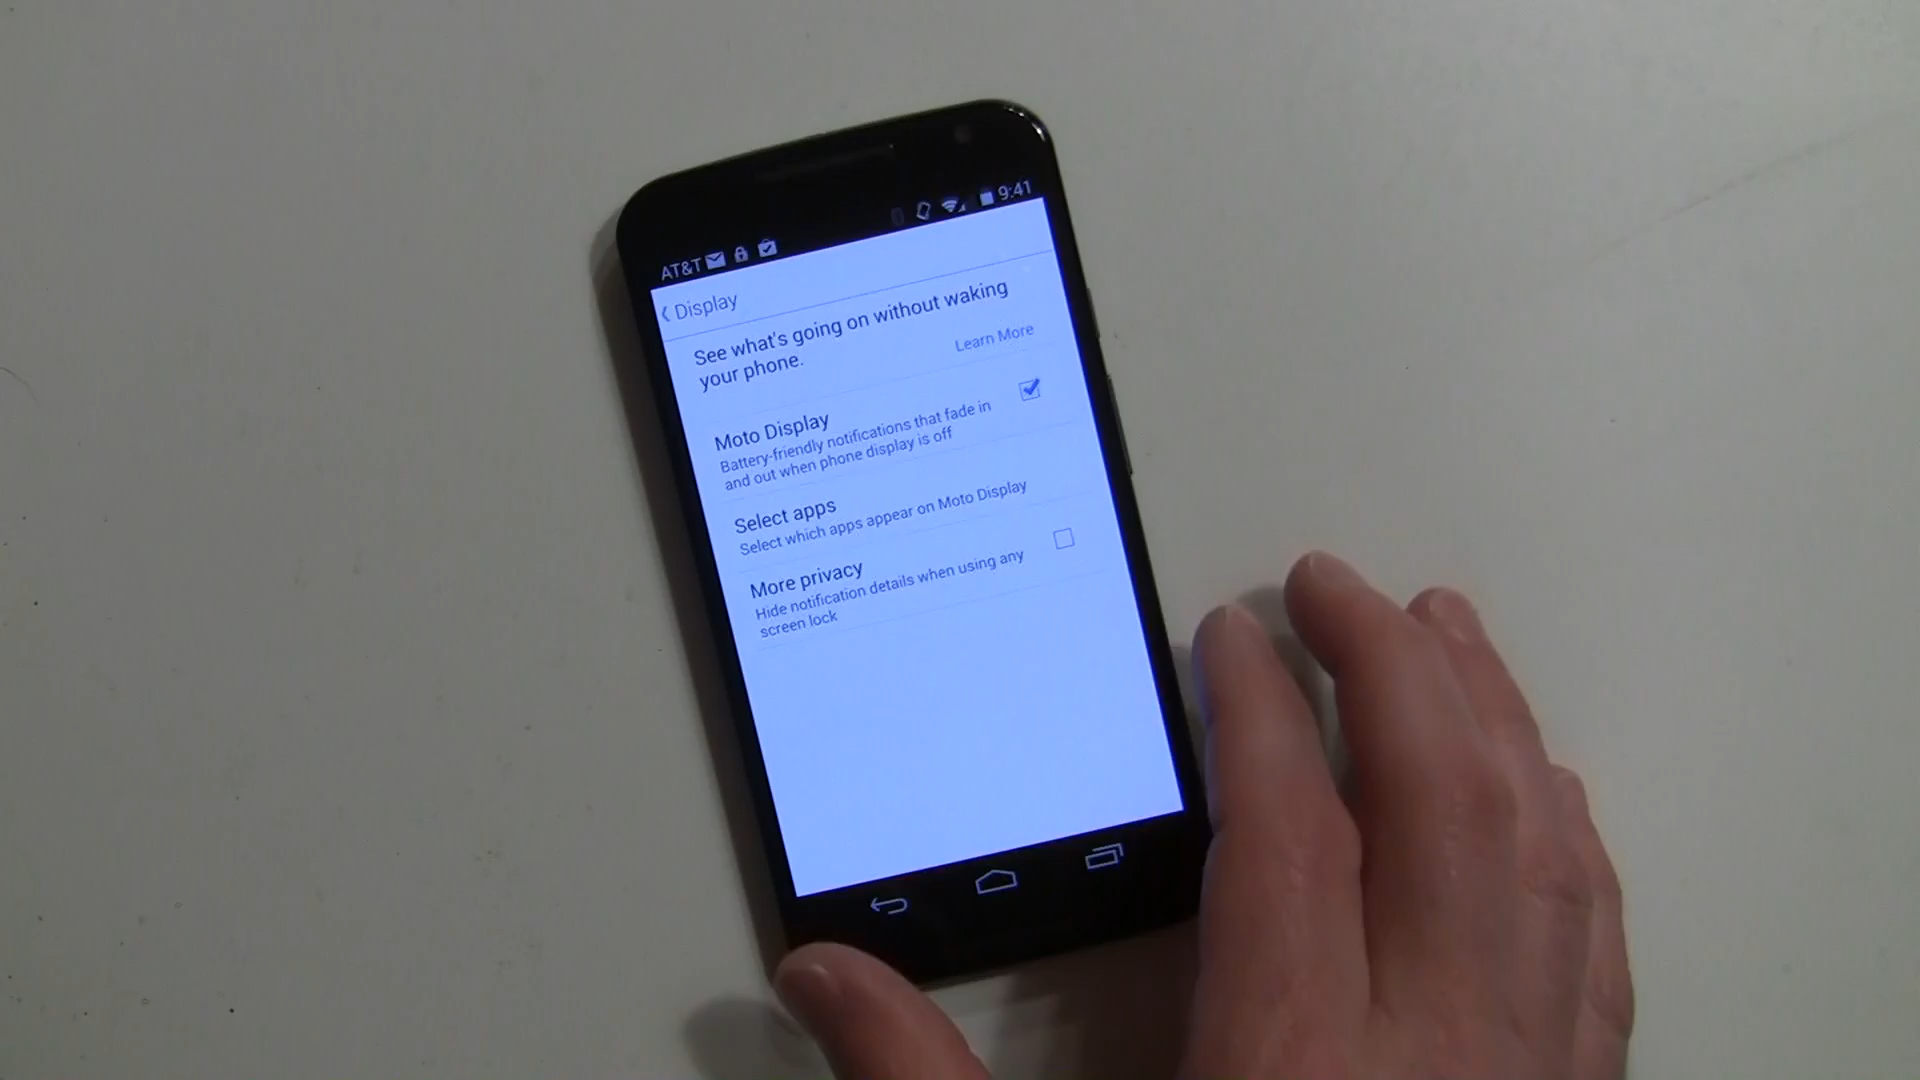 AT&T 9:41
Display
See what's going on without waking
your phone.
Learn More
Moto Display
Battery-friendly notifications that fade in
and out when phone display is off
Select apps
Select which apps appear on Moto Display
More privacy
Hide notification details when using any
screen lock